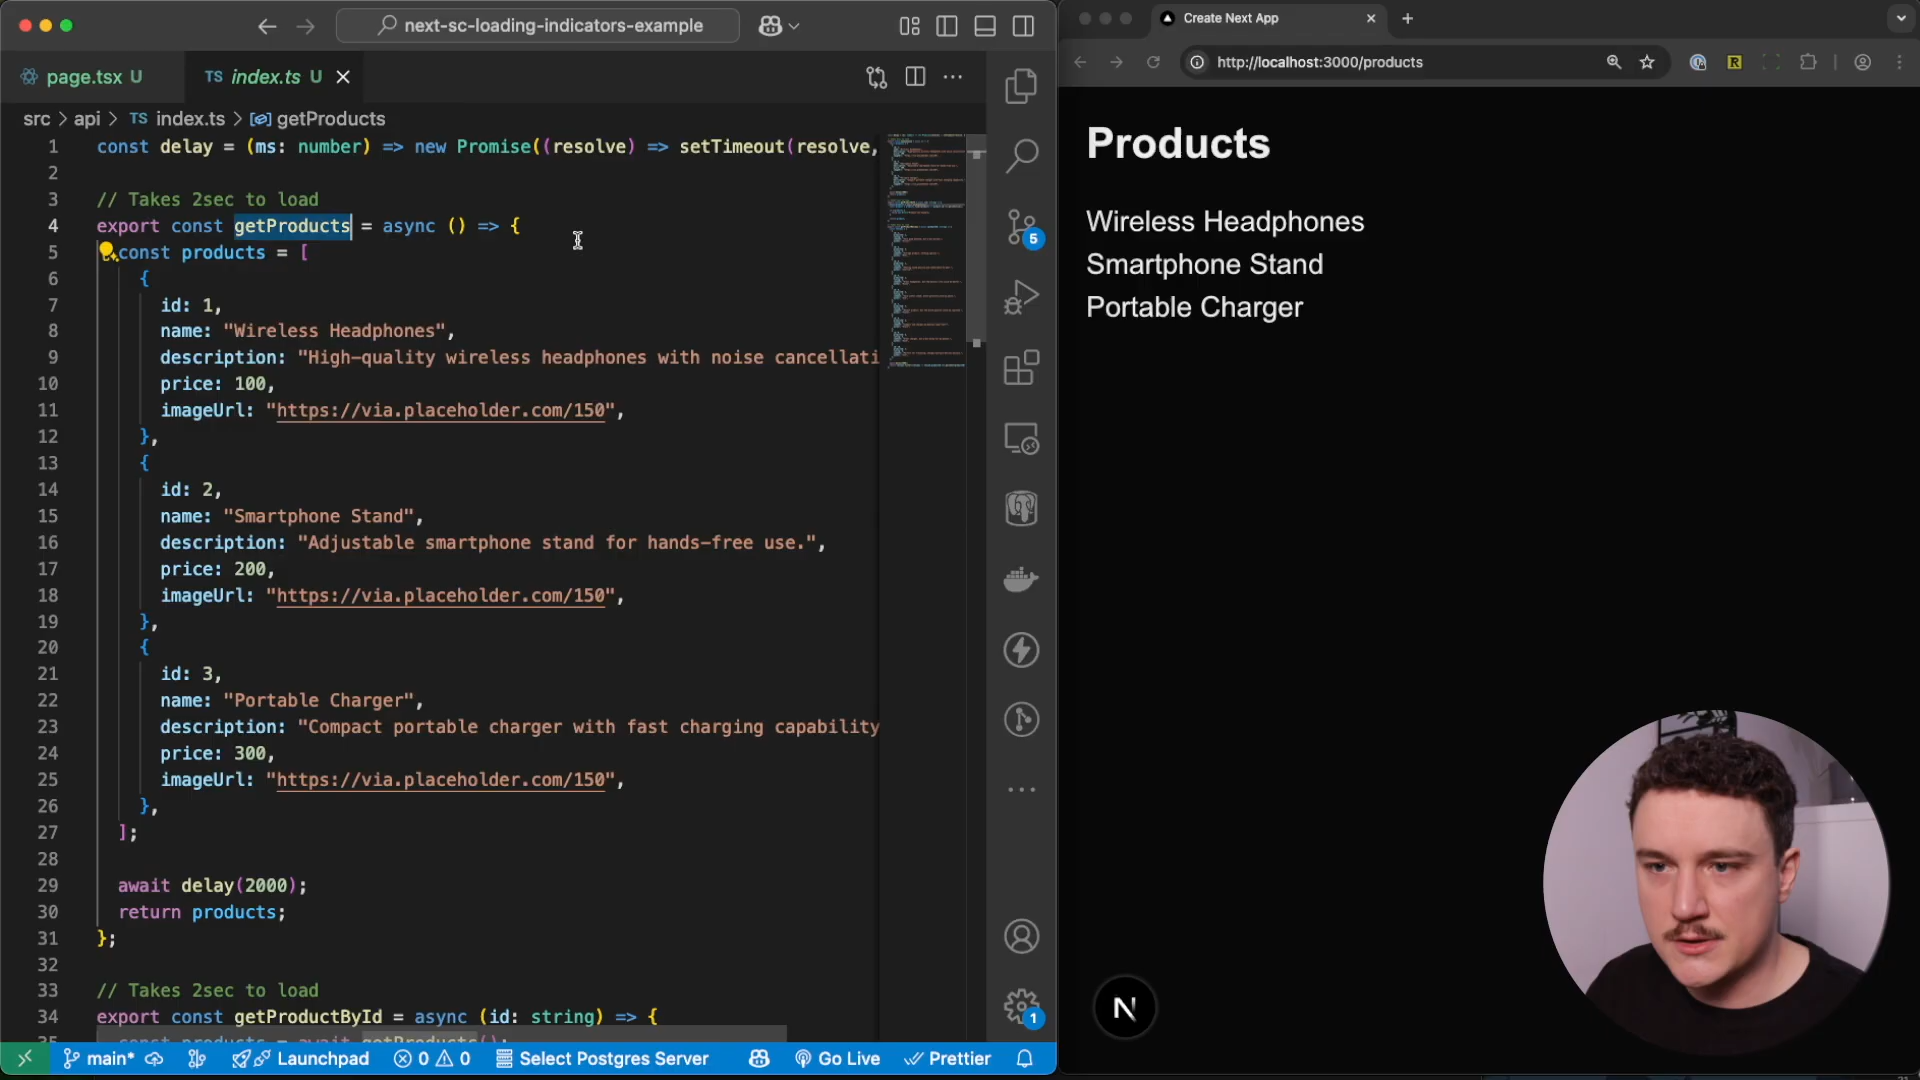 next-sc-loading-indicators-example
page.tsx U
TS index.ts U
src > api > TS index.ts > getProducts
1 const delay = (ms: number) => new Promise((resolve) => setTimeout(resolve,
2
3 // Takes 2sec to load
4 export const getProducts = async () => {
5 const products = [
6 {
7 id: 1,
8 name: "Wireless Headphones",
9 description: "High-quality wireless headphones with noise cancellati
10 price: 100,
11 imageUrl: "https://via.placeholder.com/150",
12 },
13 {
14 id: 2,
15 name: "Smartphone Stand",
16 description: "Adjustable smartphone stand for hands-free use.",
17 price: 200,
18 imageUrl: "https://via.placeholder.com/150",
19 },
20 {
21 id: 3,
22 name: "Portable Charger",
23 description: "Compact portable charger with fast charging capability
24 price: 300,
25 imageUrl: "https://via.placeholder.com/150",
26 },
27 ];
28
29 await delay(2000);
30 return products;
31 };
32
33 // Takes 2sec to load
34 export const getProductById = async (id: string) => {
35 const products = await getProducts();
5
1
main* Launchpad 0 0 Select Postgres Server Go Live Prettier
Create Next App
http://localhost:3000/products
R
Products
Wireless Headphones
Smartphone Stand
Portable Charger
N